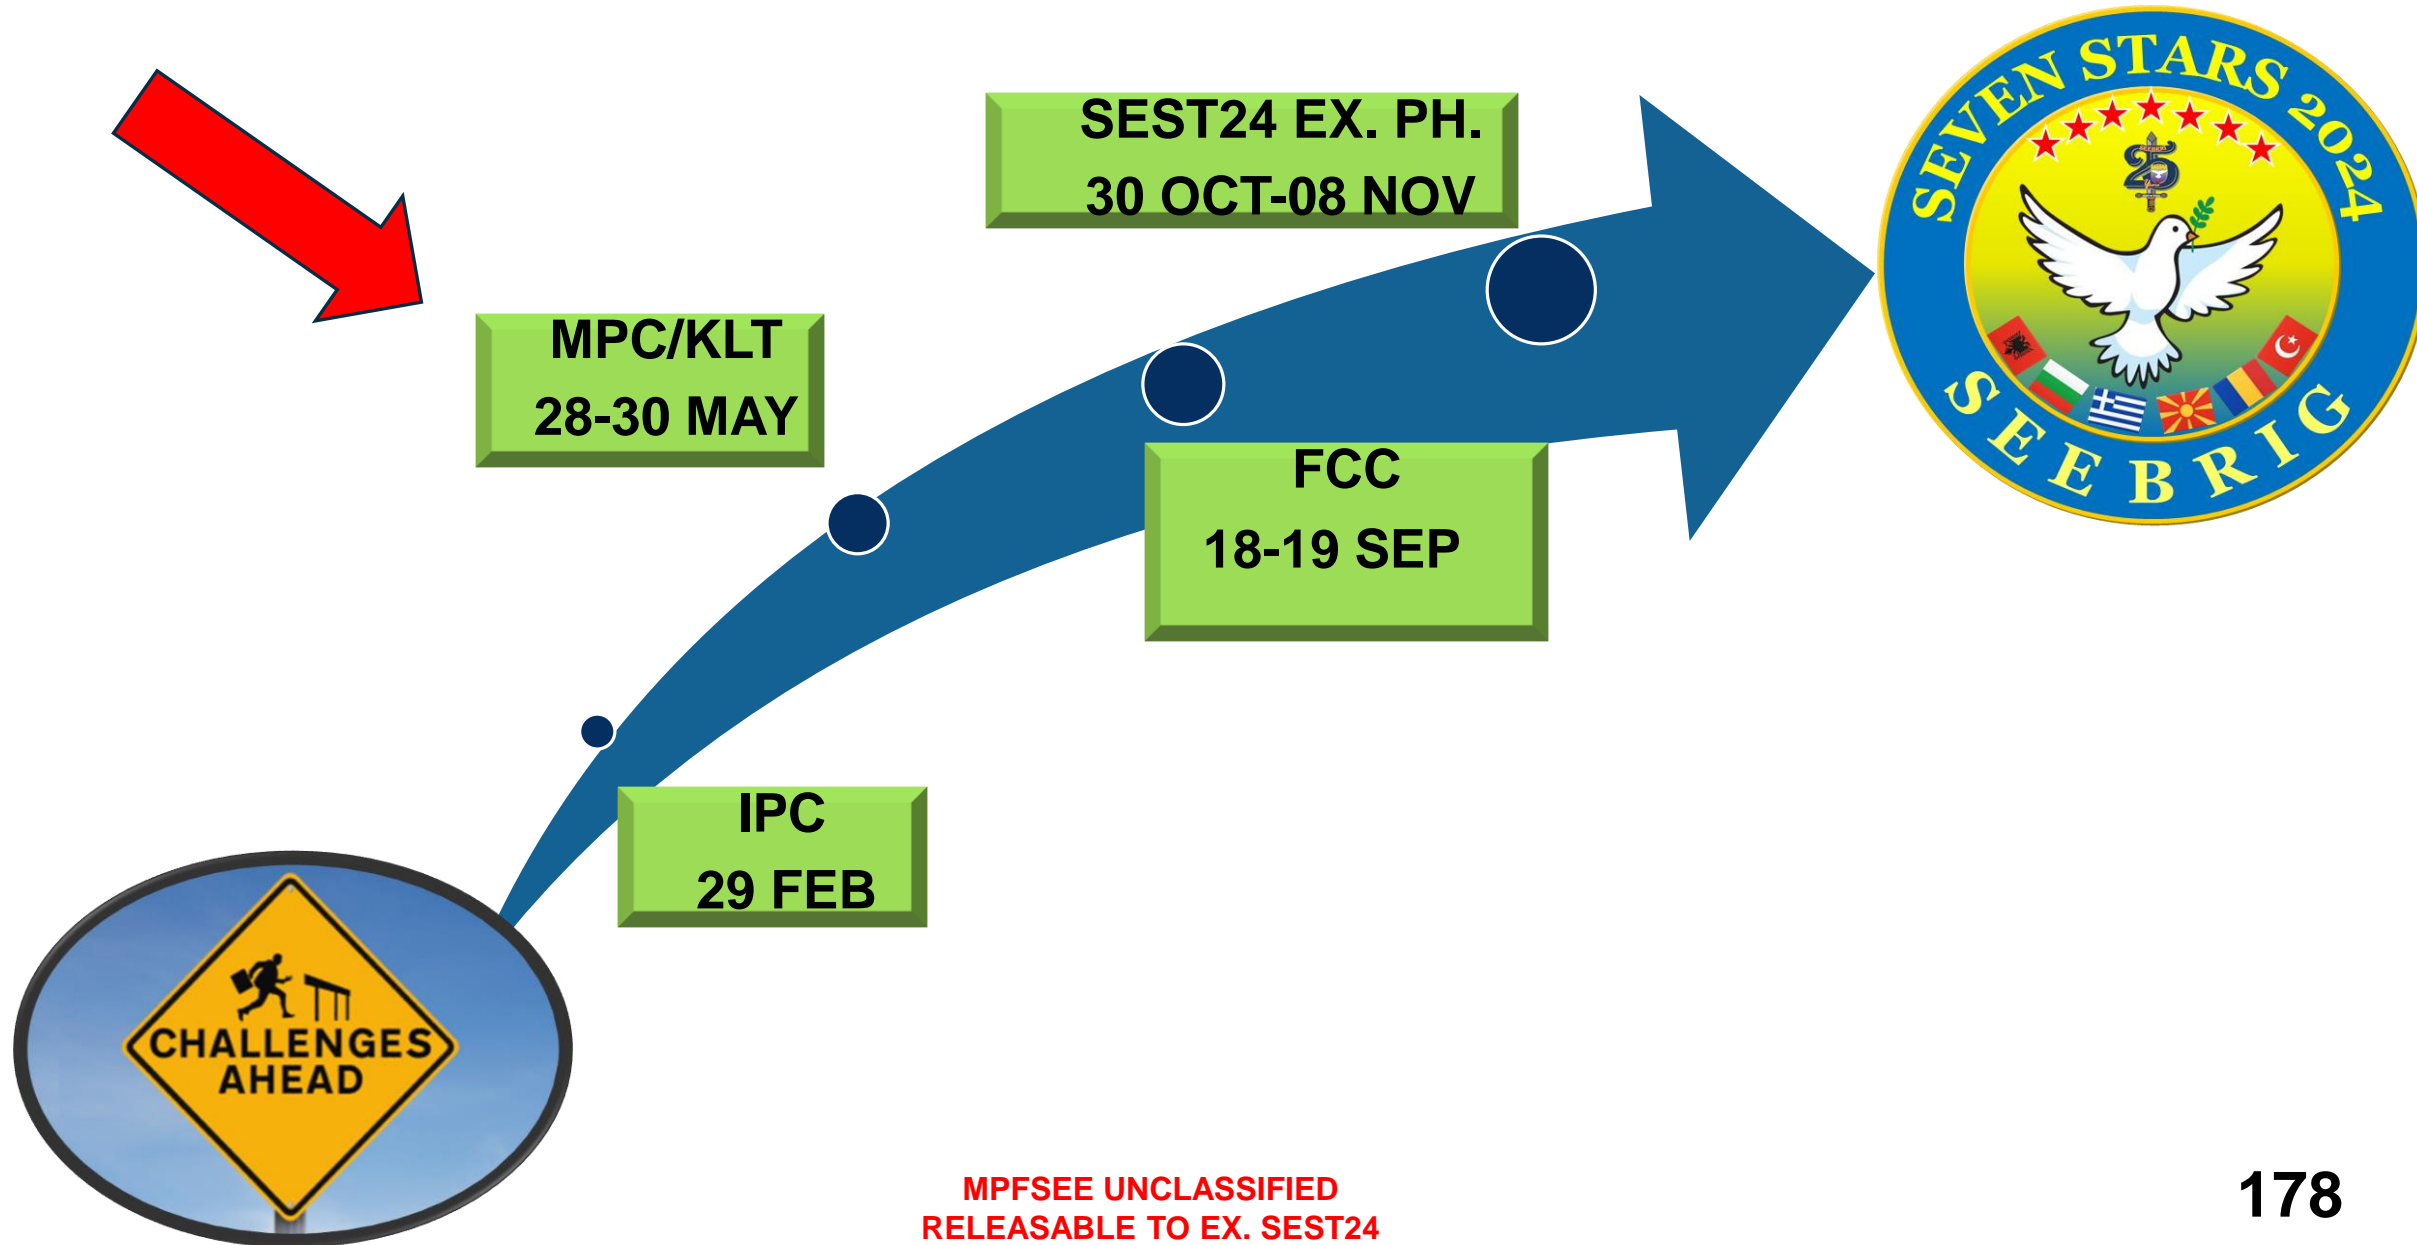 SEVEN STARS 2024
25
SEEBRIG
SEST24 EX. PH.
30 OCT-08 NOV
MPC/KLT
28-30 MAY
FCC
18-19 SEP
IPC
29 FEB
CHALLENGES
AHEAD
MPFSEE UNCLASSIFIED
RELEASABLE TO EX. SEST24
178